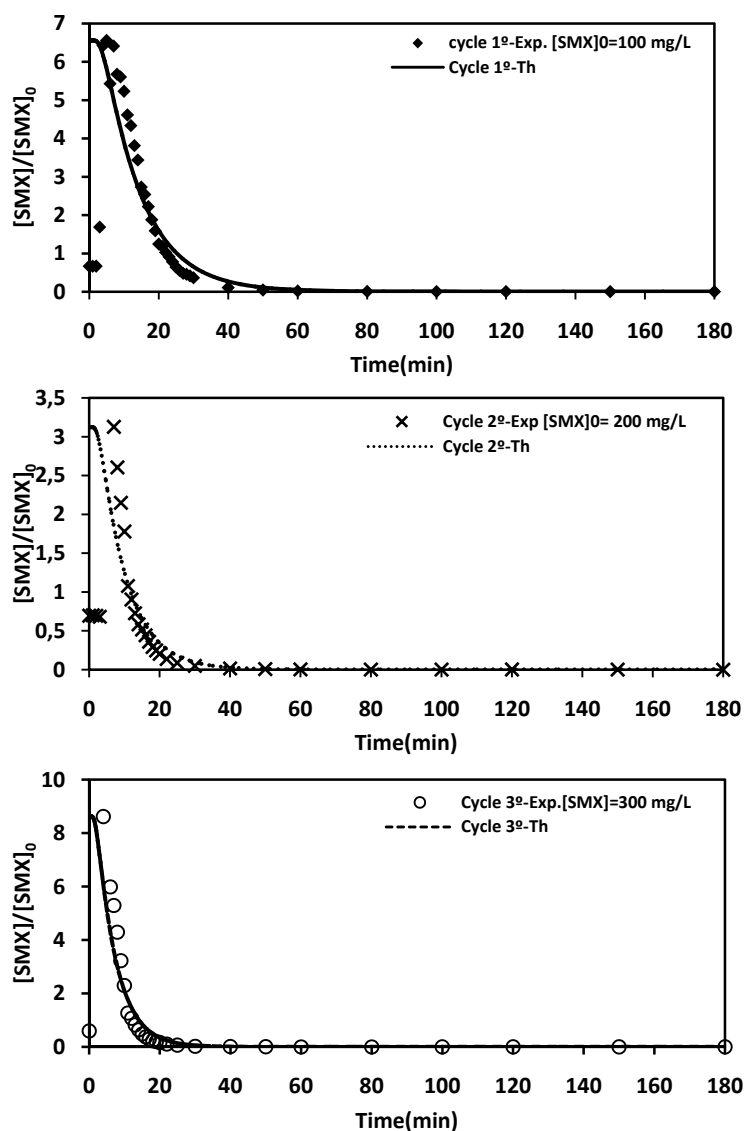 7
6
5
4
3
2
1
0
[SMX]/[SMX]0
cycle 1º-Exp. [SMX]0=100 mg/L
Cycle 1º-Th
0 20 40 60 80 100 120 140 160 180
Time(min)
3,5
3
2,5
2
1,5
1
0,5
0
[SMX]/[SMX]0
Cycle 2º-Exp [SMX]0= 200 mg/L
Cycle 2º-Th
0 20 40 60 80 100 120 140 160 180
Time(min)
10
8
6
4
2
0
[SMX]/[SMX]0
Cycle 3º-Exp.[SMX]=300 mg/L
Cycle 3º-Th
0 20 40 60 80 100 120 140 160 180
Time(min)